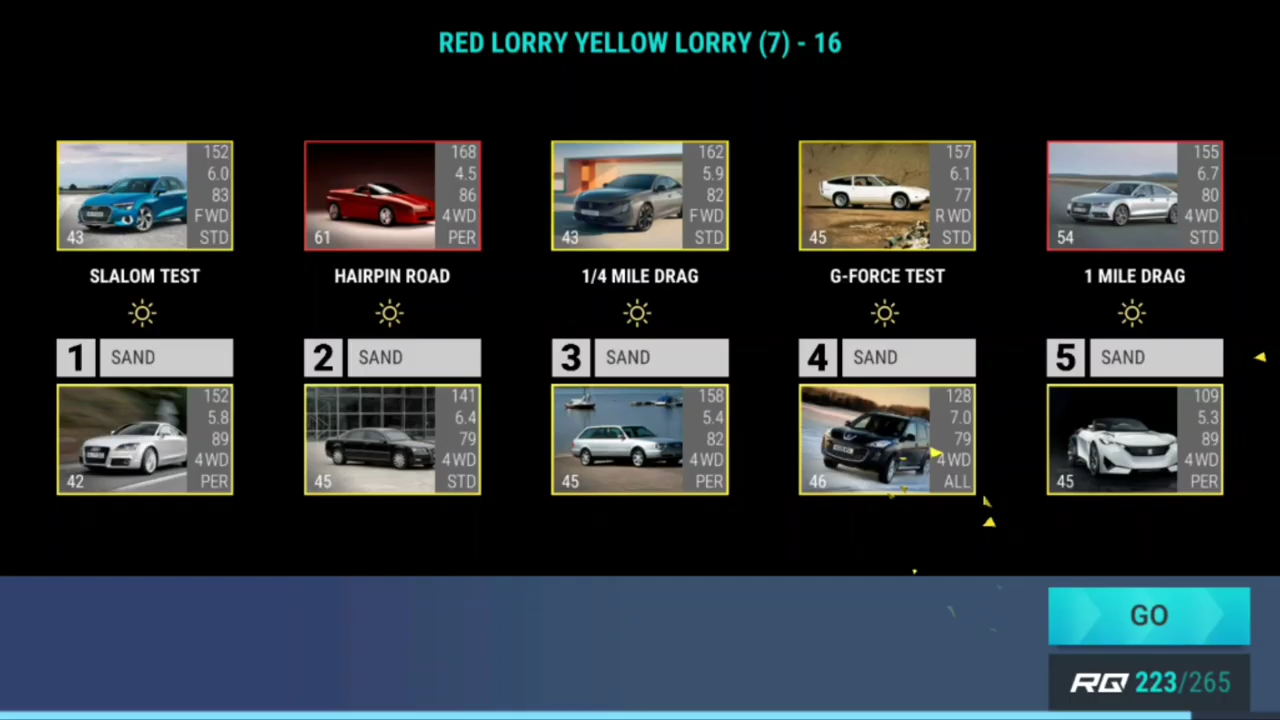 RED LORRY YELLOW LORRY (7) - 16
152
6.0
83
FWD
STD
43
168
4.5
86
4WD
PER
61
162
5.9
82
FWD
STD
43
157
6.1
77
RWD
STD
45
155
6.7
80
4WD
STD
54
SLALOM TEST
HAIRPIN ROAD
1/4 MILE DRAG
G-FORCE TEST
1 MILE DRAG
1 SAND
2 SAND
3 SAND
4 SAND
5 SAND
152
5.8
89
4WD
PER
42
141
6.4
79
4WD
STD
45
158
5.4
82
4WD
PER
45
128
7.0
79
4WD
ALL
46
109
5.3
89
4WD
PER
45
GO
RQ 223/265